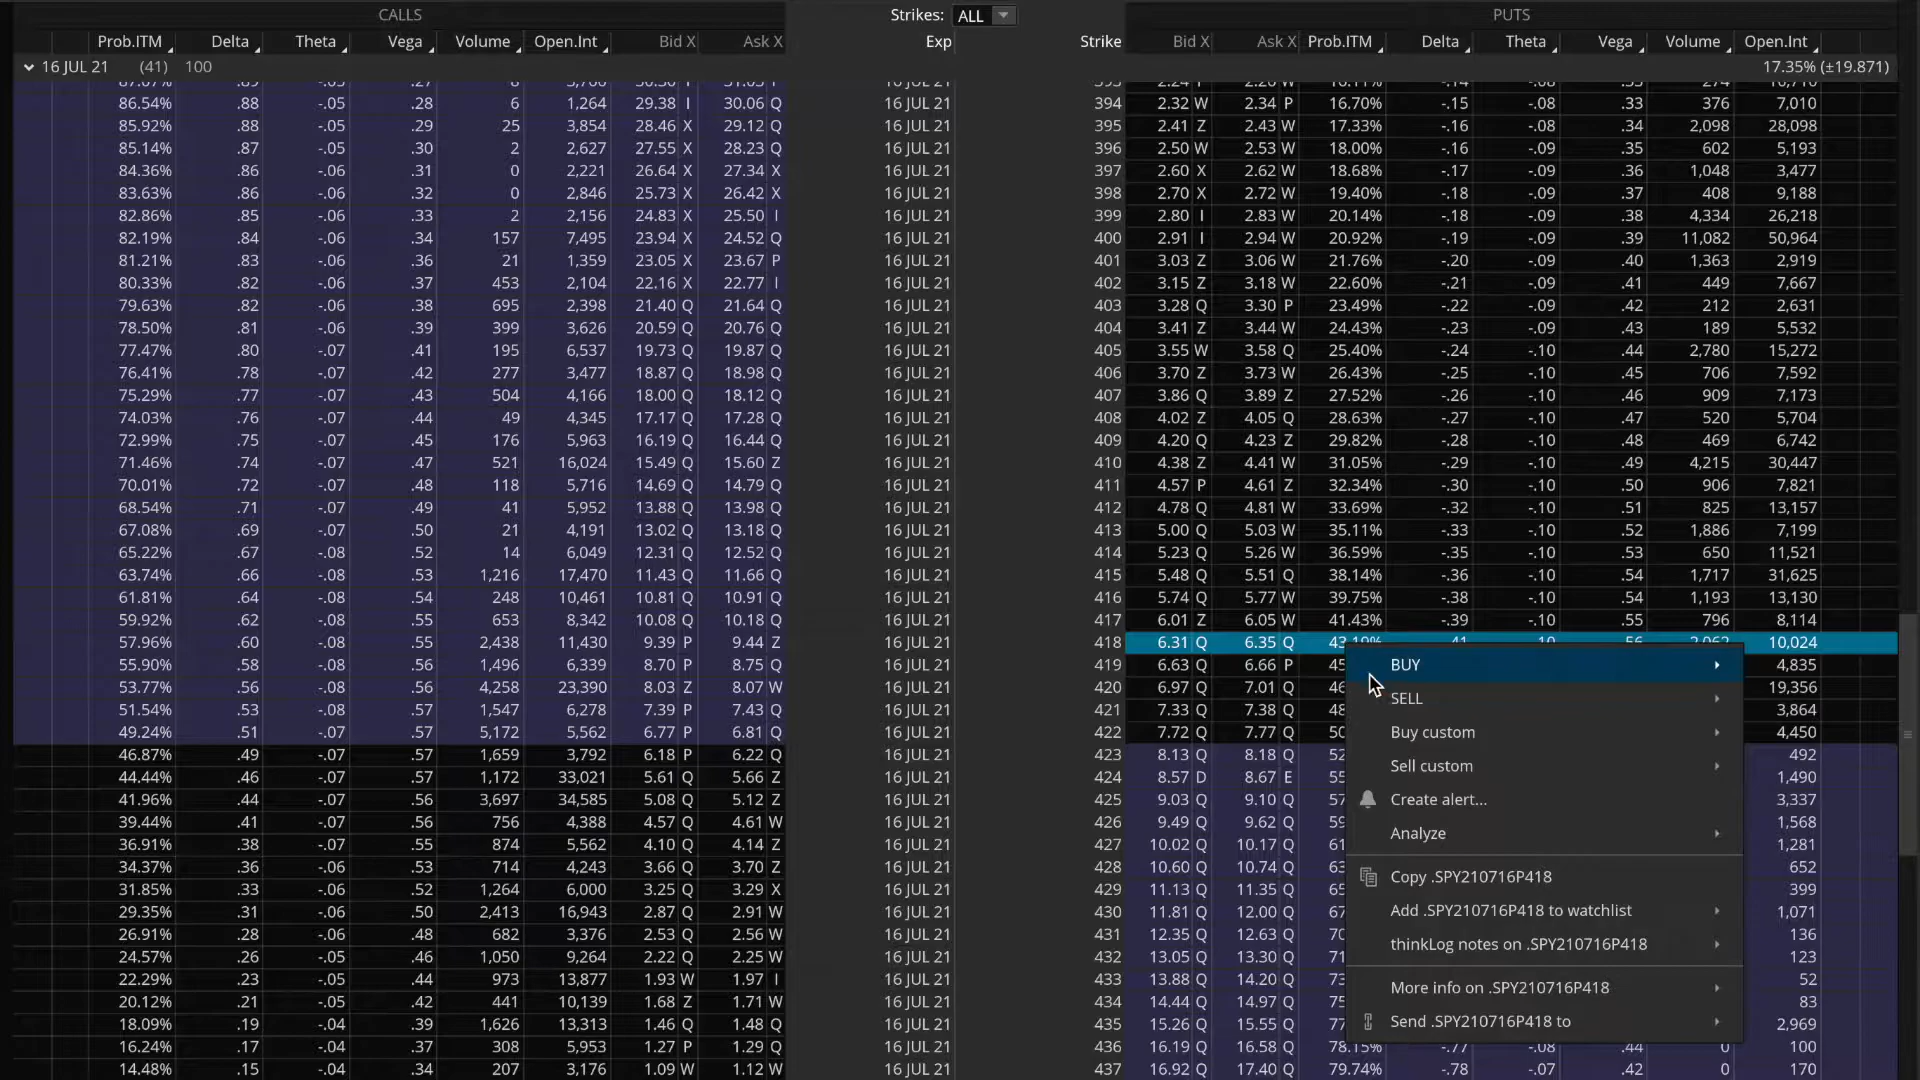 CALLS Strikes: ALL PUTS
Prob.ITM Delta Theta Vega Volume Open.Int Bid X Ask X Exp Strike Bid X Ask X Prob.ITM Delta Theta Vega Volume Open.Int
16 JUL 21 (41) 100 17.35% (±19.871)
86.54% .88 -.05 .28 6 1,264 29.38 I 30.06 Q 16 JUL 21 394 2.32 W 2.34 P 16.70% -.15 -.08 .33 376 7,010
85.92% .88 -.05 .29 25 3,854 28.46 X 29.12 Q 16 JUL 21 395 2.41 Z 2.43 W 17.33% -.16 -.08 .34 2,098 28,098
85.14% .87 -.05 .30 2 2,627 27.55 X 28.23 Q 16 JUL 21 396 2.50 W 2.53 W 18.00% -.16 -.09 .35 602 5,193
84.36% .86 -.06 .31 0 2,221 26.64 X 27.34 X 16 JUL 21 397 2.60 X 2.62 W 18.68% -.17 -.09 .36 1,048 3,477
83.63% .86 -.06 .32 0 2,846 25.73 X 26.42 X 16 JUL 21 398 2.70 X 2.72 W 19.40% -.18 -.09 .37 408 9,188
82.86% .85 -.06 .33 2 2,156 24.83 X 25.50 I 16 JUL 21 399 2.80 I 2.83 W 20.14% -.18 -.09 .38 4,334 26,218
82.19% .84 -.06 .34 157 7,495 23.94 X 24.52 Q 16 JUL 21 400 2.91 I 2.94 W 20.92% -.19 -.09 .39 11,082 50,964
81.21% .83 -.06 .36 21 1,359 23.05 X 23.67 P 16 JUL 21 401 3.03 Z 3.06 W 21.76% -.20 -.09 .40 1,363 2,919
80.33% .82 -.06 .37 453 2,104 22.16 X 22.77 I 16 JUL 21 402 3.15 Z 3.18 W 22.60% -.21 -.09 .41 449 7,667
79.63% .82 -.06 .38 695 2,398 21.40 Q 21.64 Q 16 JUL 21 403 3.28 Q 3.30 P 23.49% -.22 -.09 .42 212 2,631
78.50% .81 -.06 .39 399 3,626 20.59 Q 20.76 Q 16 JUL 21 404 3.41 Z 3.44 W 24.43% -.23 -.09 .43 189 5,532
77.47% .80 -.07 .41 195 6,537 19.73 Q 19.87 Q 16 JUL 21 405 3.55 W 3.58 Q 25.40% -.24 -.10 .44 2,780 15,272
76.41% .78 -.07 .42 277 3,477 18.87 Q 18.98 Q 16 JUL 21 406 3.70 Z 3.73 W 26.43% -.25 -.10 .45 706 7,592
75.29% .77 -.07 .43 504 4,166 18.00 Q 18.12 Q 16 JUL 21 407 3.86 Q 3.89 Z 27.52% -.26 -.10 .46 909 7,173
74.03% .76 -.07 .44 49 4,345 17.17 Q 17.28 Q 16 JUL 21 408 4.02 Z 4.05 Q 28.63% -.27 -.10 .47 520 5,704
72.99% .75 -.07 .45 176 5,963 16.19 Q 16.44 Q 16 JUL 21 409 4.20 Q 4.23 Z 29.82% -.28 -.10 .48 469 6,742
71.46% .74 -.07 .47 521 16,024 15.49 Q 15.60 Z 16 JUL 21 410 4.38 Z 4.41 W 31.05% -.29 -.10 .49 4,215 30,447
70.01% .72 -.07 .48 118 5,716 14.69 Q 14.79 Q 16 JUL 21 411 4.57 P 4.61 Z 32.34% -.30 -.10 .50 906 7,821
68.54% .71 -.07 .49 41 5,952 13.88 Q 13.98 Q 16 JUL 21 412 4.78 Q 4.81 W 33.69% -.32 -.10 .51 825 13,157
67.08% .69 -.07 .50 21 4,191 13.02 Q 13.18 Q 16 JUL 21 413 5.00 Q 5.03 W 35.11% -.33 -.10 .52 1,886 7,199
65.22% .67 -.08 .52 14 6,049 12.31 Q 12.52 Q 16 JUL 21 414 5.23 Q 5.26 W 36.59% -.35 -.10 .53 650 11,521
63.74% .66 -.08 .53 1,216 17,470 11.43 Q 11.66 Q 16 JUL 21 415 5.48 Q 5.51 Q 38.14% -.36 -.10 .54 1,717 31,625
61.81% .64 -.08 .54 248 10,461 10.81 Q 10.91 Q 16 JUL 21 416 5.74 Q 5.77 W 39.75% -.38 -.10 .54 1,193 13,130
59.92% .62 -.08 .55 653 8,342 10.08 Q 10.18 Q 16 JUL 21 417 6.01 Z 6.05 W 41.43% -.39 -.10 .55 796 8,114
57.96% .60 -.08 .55 2,438 11,430 9.39 P 9.44 Z 16 JUL 21 418 6.31 Q 6.35 Q 10,024
55.90% .58 -.08 .56 1,496 6,339 8.70 P 8.75 Q 16 JUL 21 419 6.63 Q 6.66 P 45 BUY 4,835
53.77% .56 -.08 .56 4,258 23,390 8.03 Z 8.07 W 16 JUL 21 420 6.97 Q 7.01 Q 46 SELL 19,356
51.54% .53 -.08 .57 1,547 6,278 7.39 P 7.43 Q 16 JUL 21 421 7.33 Q 7.38 Q 48 3,864
49.24% .51 -.07 .57 5,172 5,562 6.77 P 6.81 Q 16 JUL 21 422 7.72 Q 7.77 Q 50 Buy custom 4,450
46.87% .49 -.07 .57 1,659 3,792 6.18 P 6.22 Q 16 JUL 21 423 8.13 Q 8.18 Q 52 Sell custom 492
44.44% .46 -.07 .57 1,172 33,021 5.61 Q 5.66 Z 16 JUL 21 424 8.57 D 8.67 E 55 1,490
41.96% .44 -.07 .56 3,697 34,585 5.08 Q 5.12 Z 16 JUL 21 425 9.03 Q 9.10 Q 57 Create alert... 3,337
39.44% .41 -.07 .56 756 4,388 4.57 Q 4.61 W 16 JUL 21 426 9.49 Q 9.62 Q 59 Analyze 1,568
36.91% .38 -.07 .55 874 5,562 4.10 Q 4.14 Z 16 JUL 21 427 10.02 Q 10.17 Q 61 1,281
34.37% .36 -.06 .53 714 4,243 3.66 Q 3.70 Z 16 JUL 21 428 10.60 Q 10.74 Q 63 Copy .SPY210716P418 652
31.85% .33 -.06 .52 1,264 6,000 3.25 Q 3.29 X 16 JUL 21 429 11.13 Q 11.35 Q 65 399
29.35% .31 -.06 .50 2,413 16,943 2.87 Q 2.91 W 16 JUL 21 430 11.81 Q 12.00 Q 67 Add .SPY210716P418 to watchlist 1,071
26.91% .28 -.06 .48 682 3,376 2.53 Q 2.56 W 16 JUL 21 431 12.35 Q 12.63 Q 70 thinkLog notes on .SPY210716P418 136
24.57% .26 -.05 .46 1,050 9,264 2.22 Q 2.25 W 16 JUL 21 432 13.05 Q 13.30 Q 71 123
22.29% .23 -.05 .44 973 13,877 1.93 W 1.97 I 16 JUL 21 433 13.88 Q 14.20 Q 73 More info on .SPY210716P418 52
20.12% .21 -.05 .42 441 10,139 1.68 Z 1.71 W 16 JUL 21 434 14.44 Q 14.97 Q 75 83
18.09% .19 -.04 .39 1,626 13,313 1.46 Q 1.48 Q 16 JUL 21 435 15.26 Q 15.55 Q 77 Send .SPY210716P418 to 2,969
16.24% .17 -.04 .37 308 5,953 1.27 P 1.29 Q 16 JUL 21 436 16.19 Q 16.58 Q 78.15% -.77 -.08 .44 0 100
14.48% .15 -.04 .34 207 3,176 1.09 W 1.12 W 16 JUL 21 437 16.92 Q 17.40 Q 79.74% -.78 -.07 .42 0 170